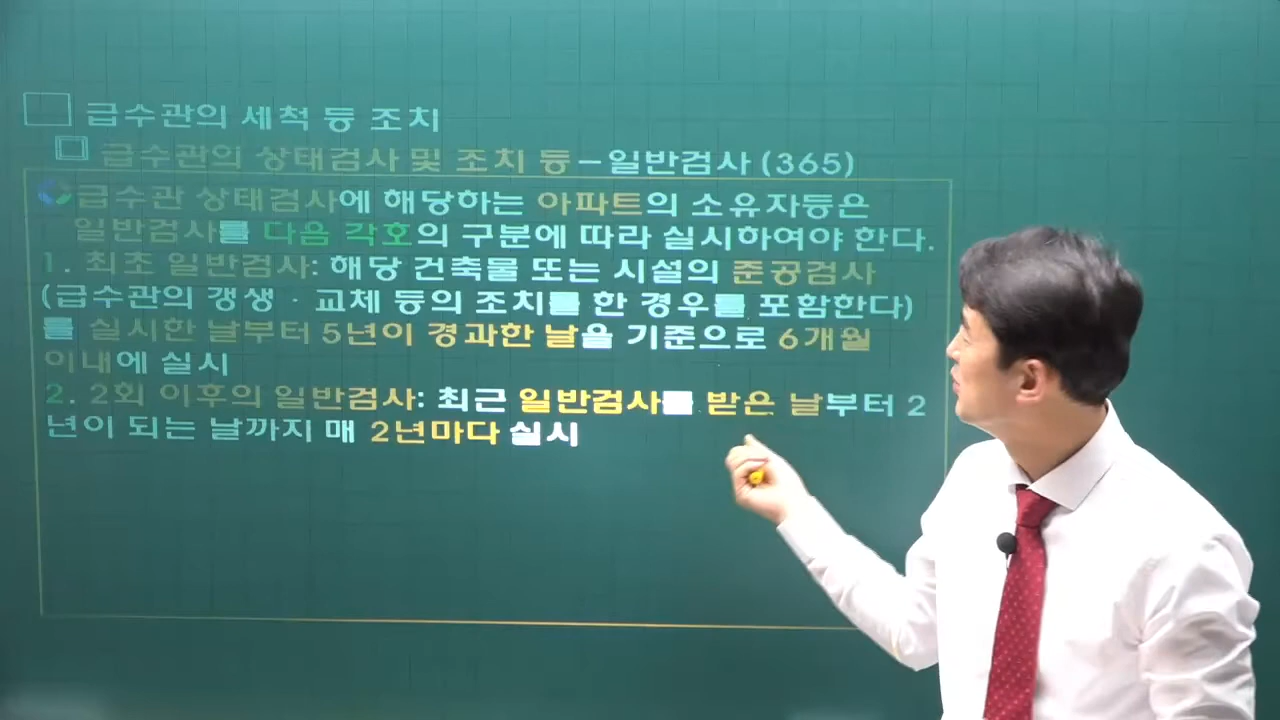 급수관의 세척 등 조치
급수관의 상태검사 및 조치 등-일반검사 (365)
급수관 상태검사에 해당하는 아파트의 소유자등은
일반검사를 다음 각호의 구분에 따라 실시하여야 한다.
1. 최초 일반검사: 해당 건축물 또는 시설의 준공검사
(급수관의 갱생 · 교체 등의 조치를 한 경우를 포함한다)
를 실시한 날부터 5년이 경과한 날을 기준으로 6개월
이내에 실시
2. 2회 이후의 일반검사: 최근 일반검사를 받은 날부터 2
년이 되는 날까지 매 2년마다 실시